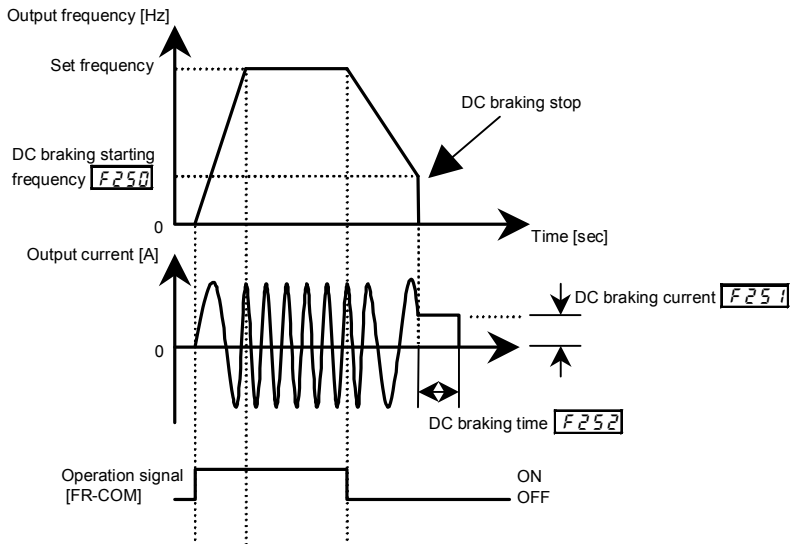 Output frequency [Hz]
Set frequency
DC braking stop
DC braking starting
frequency F250
0
Time [sec]
Output current [A]
DC braking current F251
0
DC braking time F252
Operation signal
[FR-COM]
ON
OFF